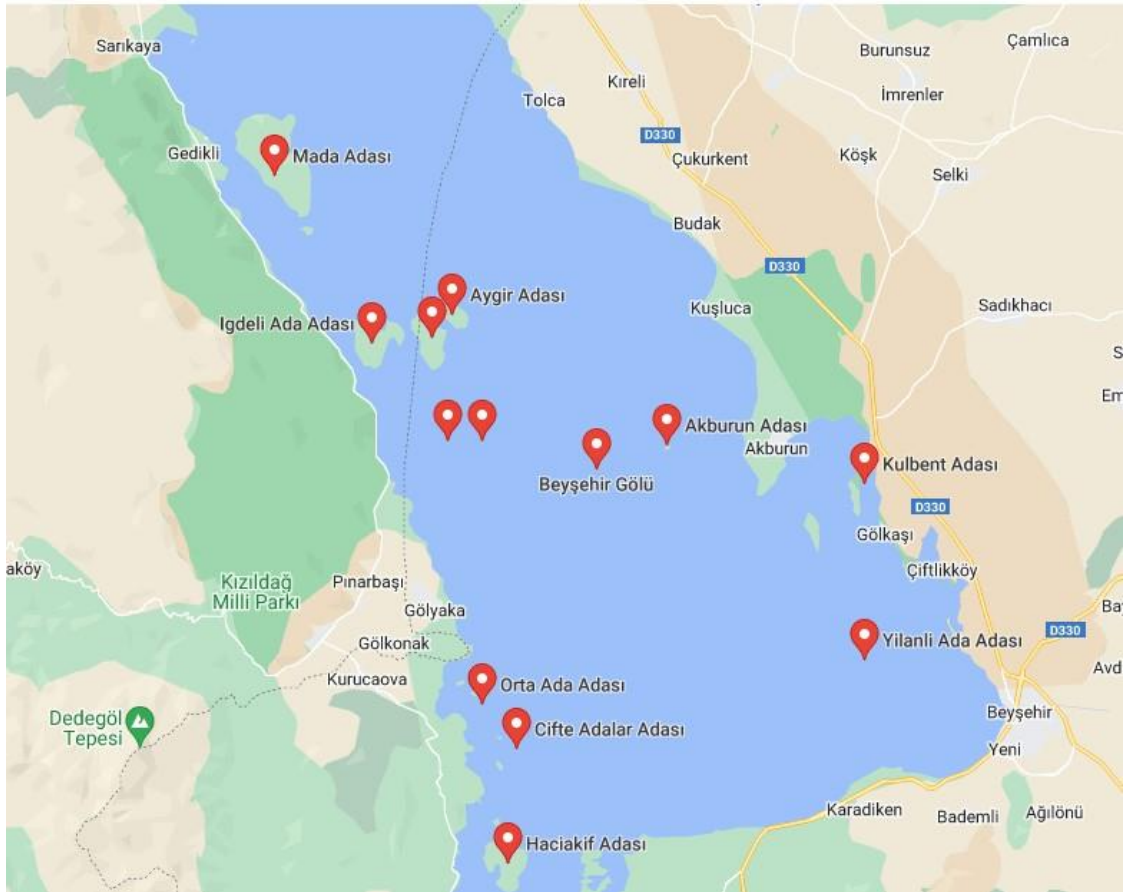 Sarıkaya
Burunsuz
Çamlıca
Kıreli
İmrenler
Tolca
D330
Gedikli
Mada Adası
Çukurkent
Köşk
Selki
Budak
D330
Aygir Adası
Kuşluca
Sadıkhacı
Igdeli Ada Adası
S
Em
Akburun Adası
Akburun
Kulbent Adası
Beyşehir Gölü
D330
Gölkaşı
aköy
Çiftlikköy
Kızıldağ
Milli Parkı
Pınarbaşı
Gölyaka
Bay
D330
Gölkonak
Yilanli Ada Adası
Avd
Kurucaova
Orta Ada Adası
Dedegöl
Tepesi
Cifte Adalar Adası
Beyşehir
Yeni
Karadiken
Bademli
Ağılönü
Haciakif Adası